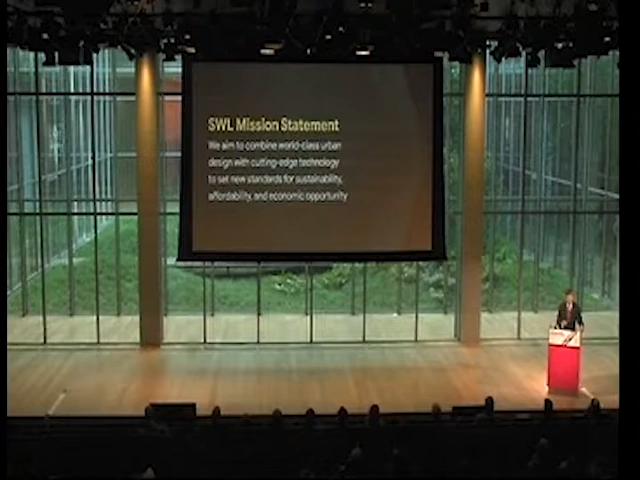 SWL Mission Statement
We aim to combine world-class urban
design with cutting-edge technology
to set new standards for sustainability,
affordability, and economic opportunity